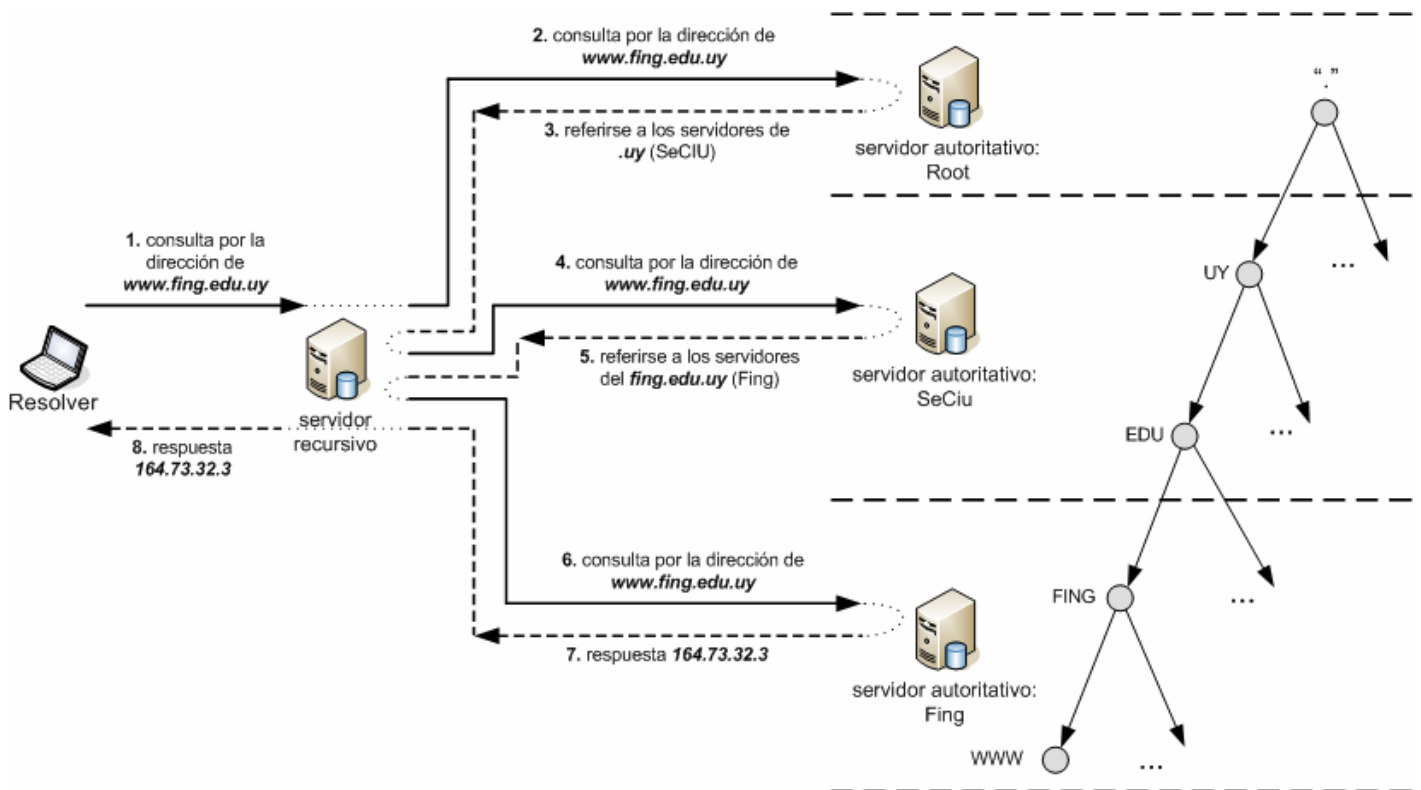 2. consulta por la dirección de
www.fing.edu.uy
“.”
3. referirse a los servidores de
.uy (SeCIU)
servidor autoritativo:
Root
1. consulta por la
dirección de
www.fing.edu.uy
4. consulta por la dirección de
www.fing.edu.uy
UY
...
5. referirse a los servidores
del fing.edu.uy (Fing)
servidor autoritativo:
SeCiu
Resolver
servidor
recursivo
8. respuesta
164.73.32.3
EDU
...
6. consulta por la dirección de
www.fing.edu.uy
FING
...
7. respuesta 164.73.32.3
servidor autoritativo:
Fing
WWW
...